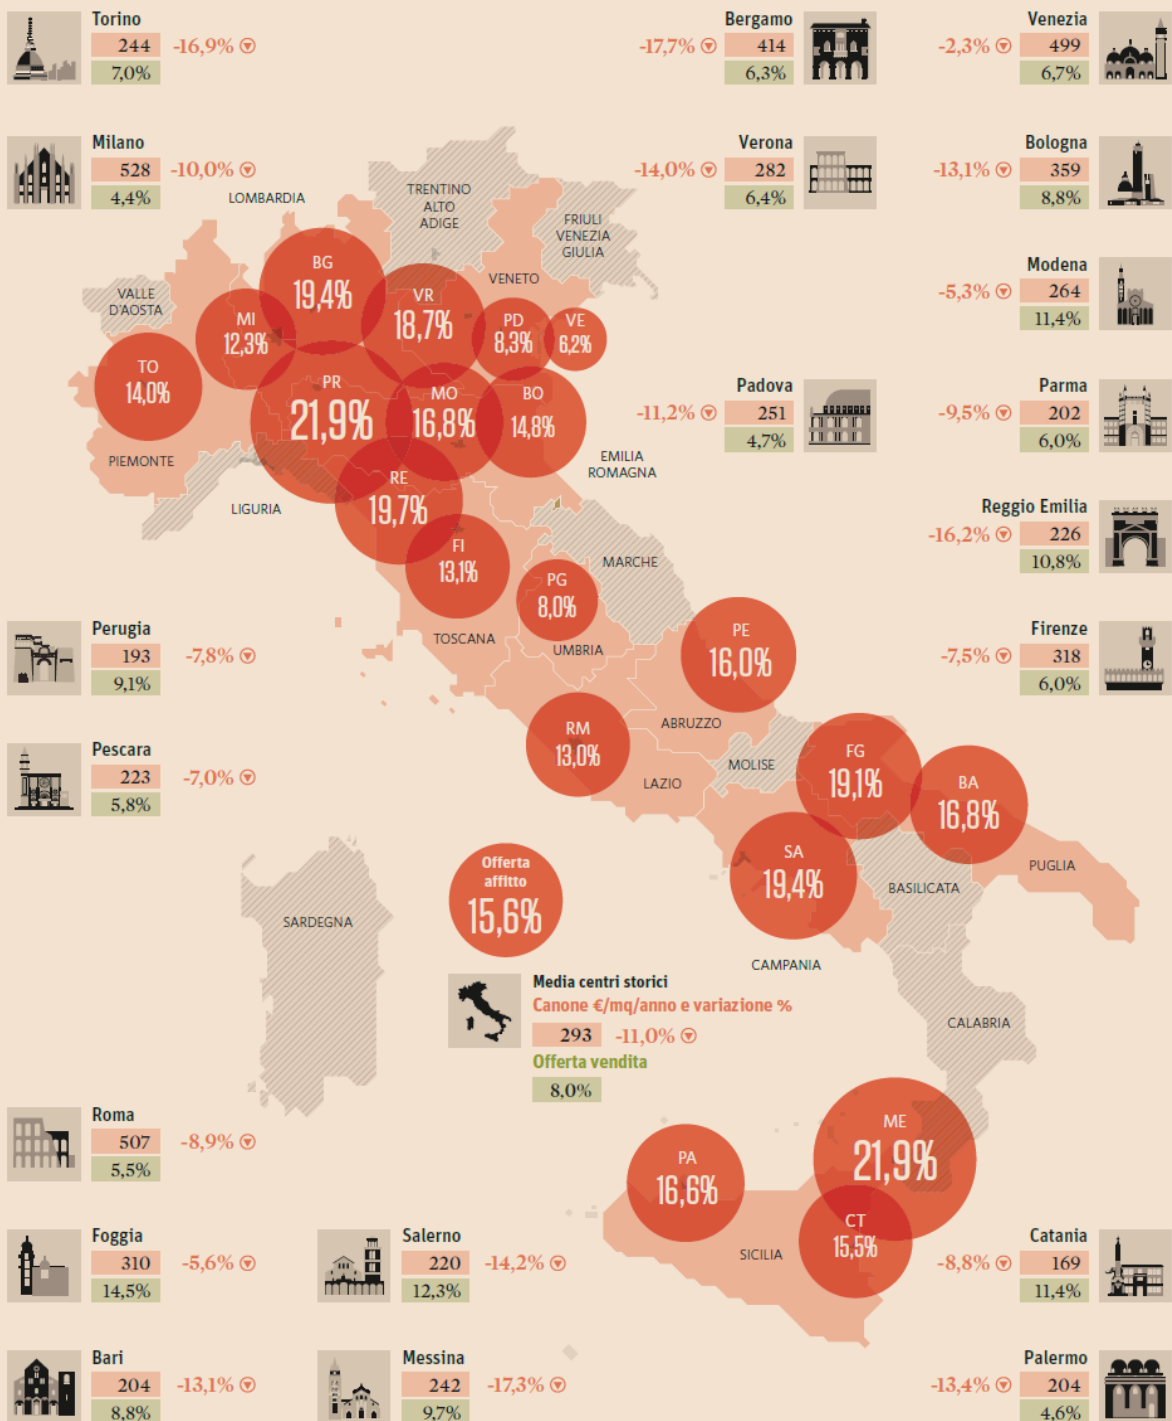 Torino
244 -16,9%
7,0%
Bergamo
-17,7% 414
6,3%
Venezia
-2,3% 499
6,7%
Milano
528 -10,0%
4,4%
Verona
-14,0% 282
6,4%
Bologna
-13,1% 359
8,8%
Modena
-5,3% 264
11,4%
Padova
-11,2% 251
4,7%
Parma
-9,5% 202
6,0%
Reggio Emilia
-16,2% 226
10,8%
Firenze
-7,5% 318
6,0%
Perugia
193 -7,8%
9,1%
Pescara
223 -7,0%
5,8%
LOMBARDIA
TRENTINO
ALTO
ADIGE
FRIULI
VENEZIA
GIULIA
VENETO
VALLE
D'AOSTA
BG
19,4%
VR
18,7%
MI
12,3%
PD
8,3%
VE
6,2%
TO
14,0%
PR
21,9%
MO
16,8%
BO
14,8%
PIEMONTE
EMILIA
ROMAGNA
LIGURIA
RE
19,7%
FI
13,1%
MARCHE
PG
8,0%
TOSCANA
UMBRIA
PE
16,0%
RM
13,0%
ABRUZZO
MOLISE
LAZIO
FG
19,1%
BA
16,8%
SA
19,4%
PUGLIA
BASILICATA
CAMPANIA
SARDEGNA
CALABRIA
Offerta
affitto
15,6%
Media centri storici
Canone €/mq/anno e variazione %
293 -11,0%
Offerta vendita
8,0%
ME
21,9%
PA
16,6%
CT
15,5%
SICILIA
Roma
507 -8,9%
5,5%
Foggia
310 -5,6%
14,5%
Salerno
220 -14,2%
12,3%
Catania
-8,8% 169
11,4%
Bari
204 -13,1%
8,8%
Messina
242 -17,3%
9,7%
Palermo
-13,4% 204
4,6%